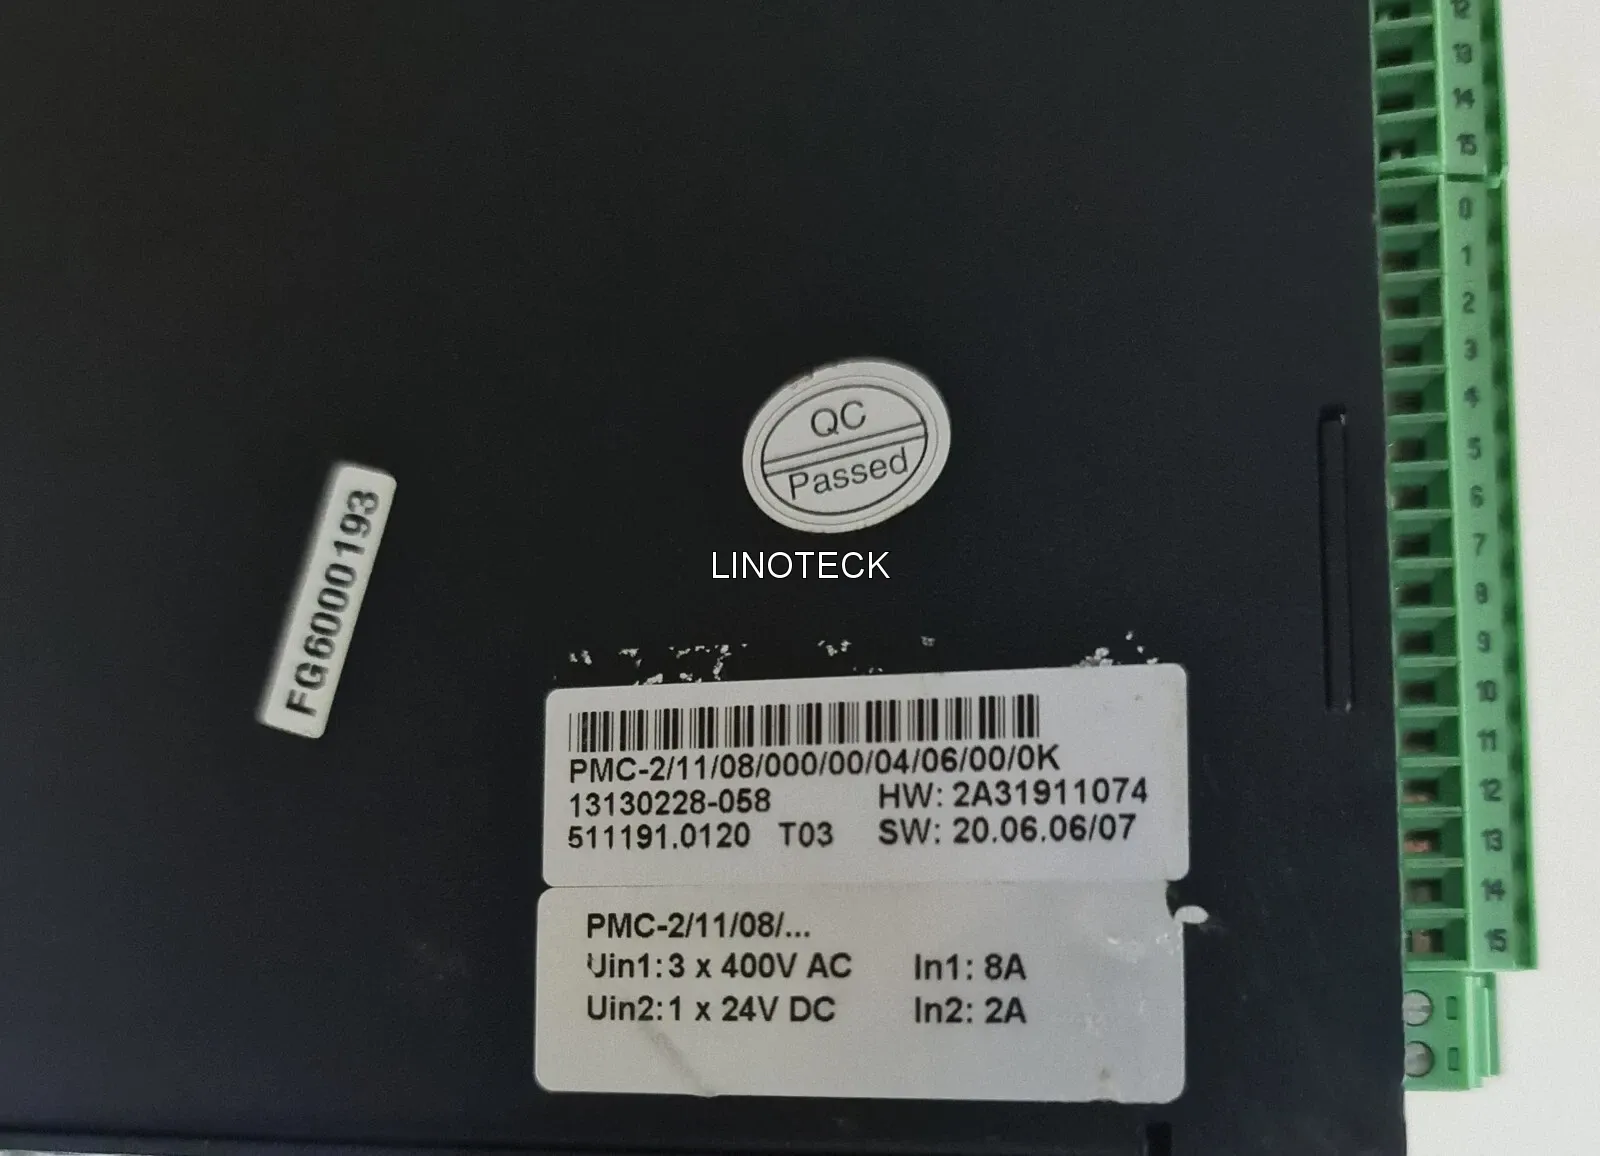 12
13
14
15
0
1
2
3
4
5
6
7
8
9
10
11
12
13
14
15
QC
Passed
FG6000193
LINOTECK
PMC-2/11/08/000/00/04/06/00/0K
13130228-058 HW: 2A31911074
511191.0120 T03 SW: 20.06.06/07
PMC-2/11/08/...
Uin1:3 x 400V AC In1: 8A
Uin2:1 x 24V DC In2: 2A